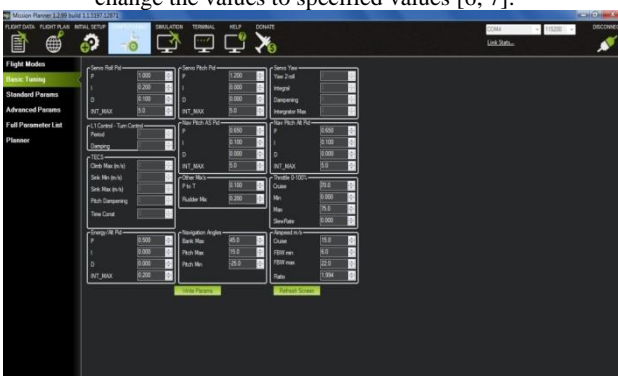 change the values to specified values [6, 7].
Mission Planner 1.2.99 build 1.1.5197.12871
FLIGHT DATA FLIGHT PLAN INITIAL SETUP SIMULATION TERMINAL HELP DONATE
COM4 115200 DISCONNECT
Link Stats...
Flight Modes
Basic Tuning
Standard Params
Advanced Params
Full Parameter List
Planner
Servo Roll Pid
P 1.000
I 0.200
D 0.100
INT_MAX 5.0
Servo Pitch Pid
P 1.200
I 0.000
D 0.000
INT_MAX 5.0
Servo Yaw
Yaw 2 roll
Integral
Dampening
Intergrator Max
L1 Control - Turn Control
Period
Damping
Nav Pitch AS Pid
P 0.650
I 0.100
D 0.000
INT_MAX 5.0
Nav Pitch Alt Pid
P 0.650
I 0.100
D 0.000
INT_MAX 5.0
TECS
Climb Max (m/s)
Sink Min (m/s)
Sink Max (m/s)
Pitch Dampening
Time Const
Other Mix's
P to T 0.100
Rudder Mix 0.200
Throttle 0-100%
Cruise 70.0
Min 0.000
Max 75.0
SlewRate 0.000
Energy/Alt Pid
P 0.500
I 0.000
D 0.000
INT_MAX 0.200
Navigation Angles
Bank Max 45.0
Pitch Max 15.0
Pitch Min -25.0
Airspeed m/s
Cruise 15.0
FBW min 6.0
FBW max 22.0
Ratio 1.994
Write Params Refresh Screen